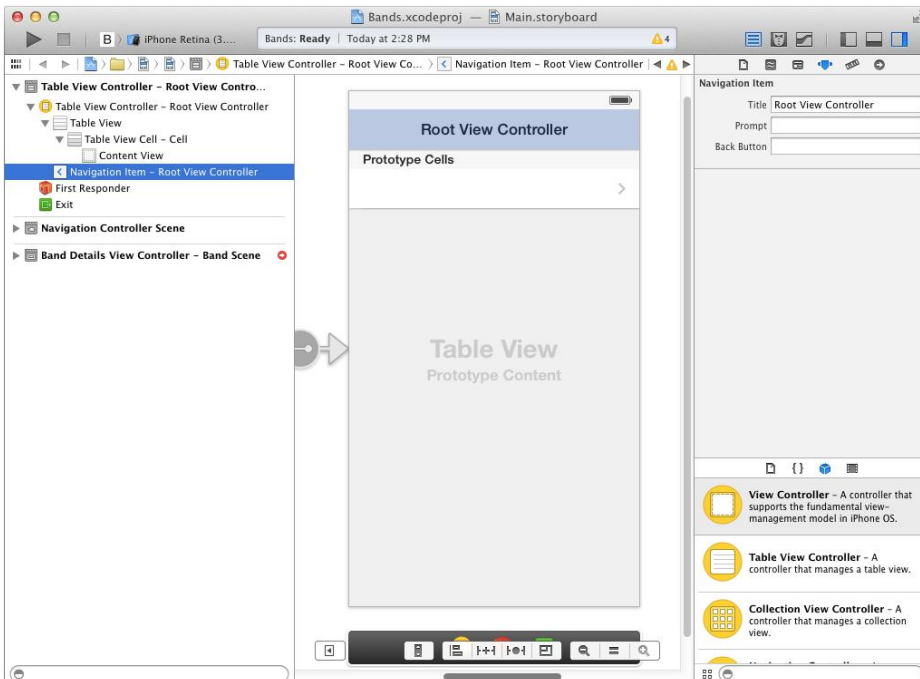 Bands.xcodeproj — Main.storyboard
B iPhone Retina (3.... Bands: Ready | Today at 2:28 PM 4
Table View Controller – Root View Co... Navigation Item – Root View Controller
Table View Controller – Root View Contro...
Table View Controller – Root View Controller
Table View
Table View Cell – Cell
Content View
Navigation Item – Root View Controller
First Responder
Exit
Navigation Controller Scene
Band Details View Controller – Band Scene
Root View Controller
Prototype Cells
Table View
Prototype Content
Navigation Item
Title Root View Controller
Prompt
Back Button
{}
View Controller – A controller that
supports the fundamental view-
management model in iPhone OS.
Table View Controller – A
controller that manages a table view.
Collection View Controller – A
controller that manages a collection
view.